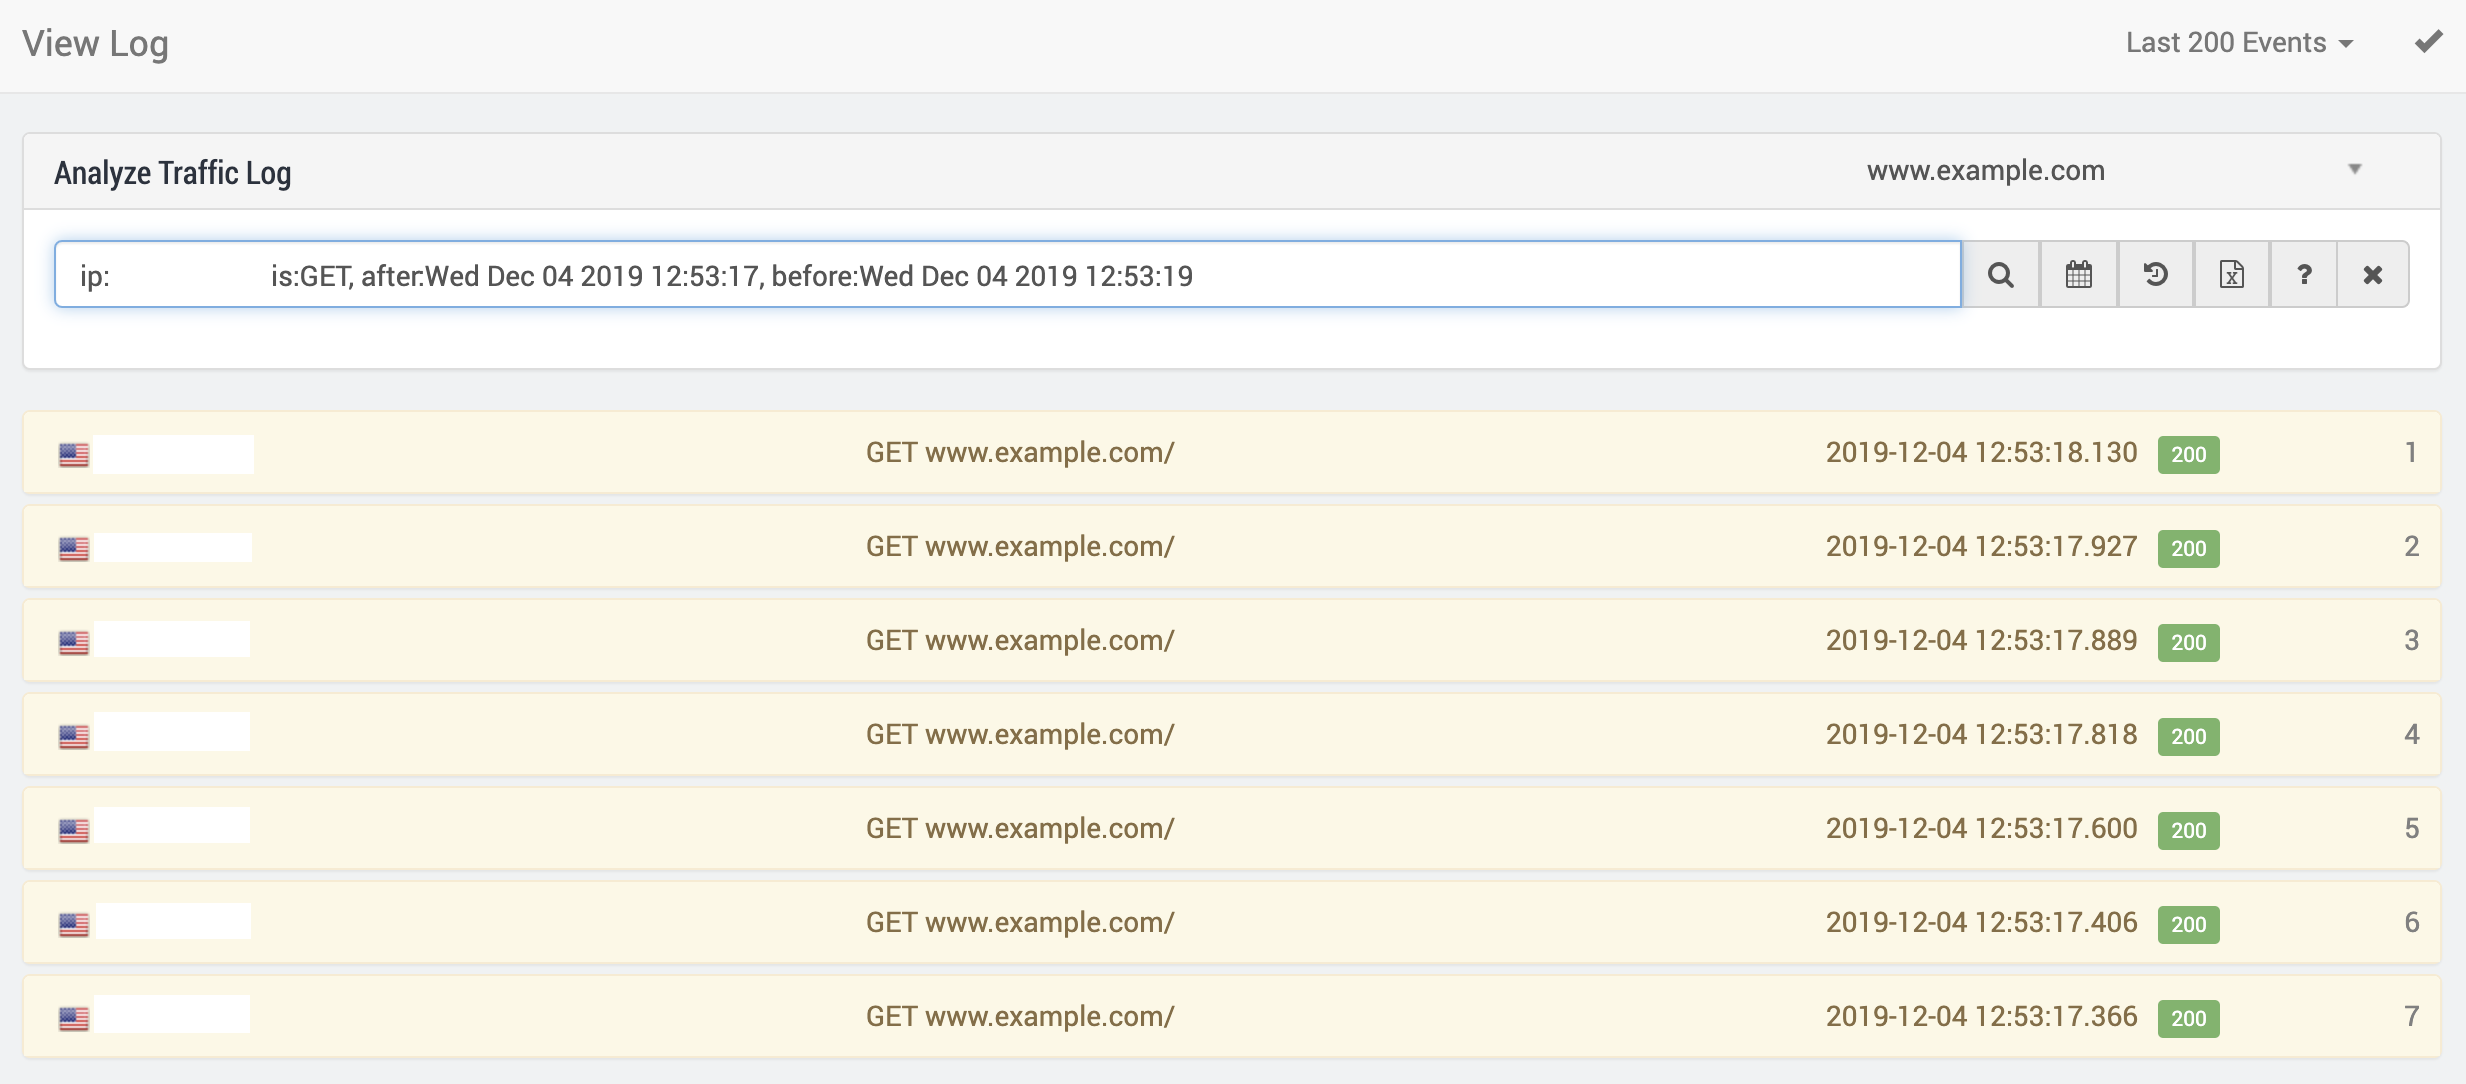 View Log Last 200 Events
Analyze Traffic Log www.example.com
ip: is:GET, after:Wed Dec 04 2019 12:53:17, before:Wed Dec 04 2019 12:53:19 ?
GET www.example.com/ 2019-12-04 12:53:18.130 200 1
GET www.example.com/ 2019-12-04 12:53:17.927 200 2
GET www.example.com/ 2019-12-04 12:53:17.889 200 3
GET www.example.com/ 2019-12-04 12:53:17.818 200 4
GET www.example.com/ 2019-12-04 12:53:17.600 200 5
GET www.example.com/ 2019-12-04 12:53:17.406 200 6
GET www.example.com/ 2019-12-04 12:53:17.366 200 7